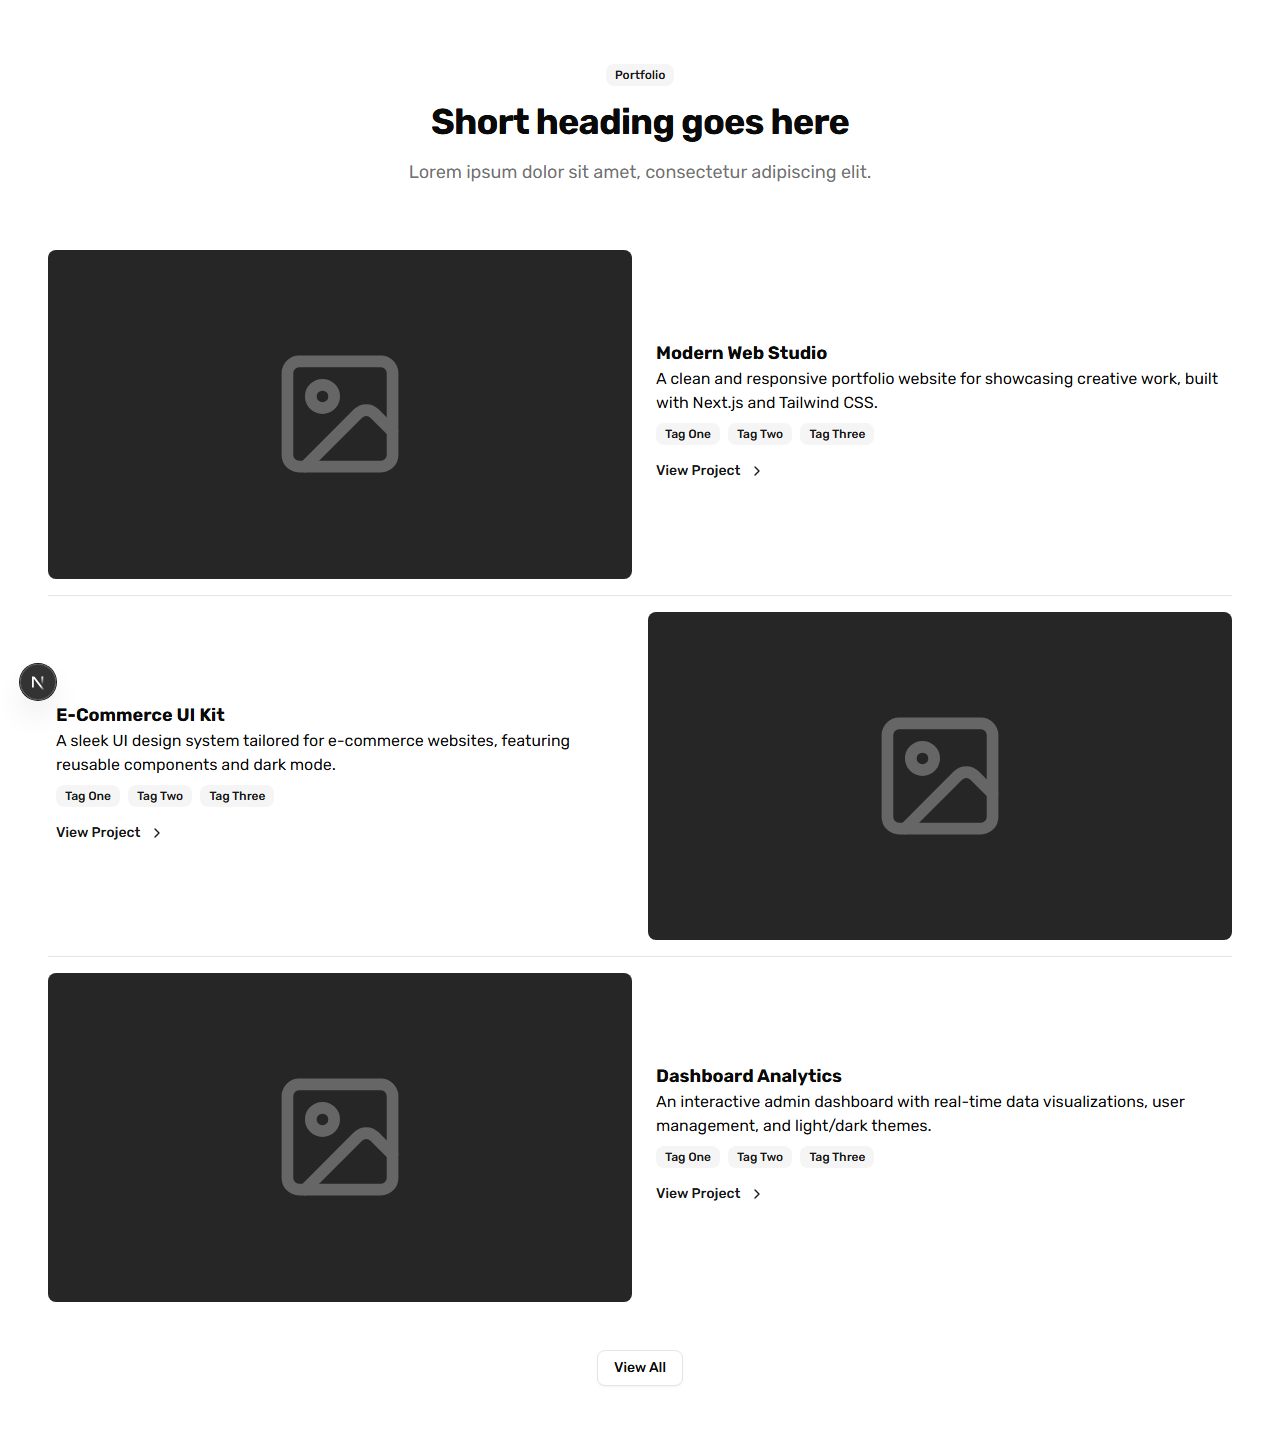 Portfolio
Short heading goes here
Lorem ipsum dolor sit amet, consectetur adipiscing elit.
Modern Web Studio
A clean and responsive portfolio website for showcasing creative work, built
with Next.js and Tailwind CSS.
Tag One Tag Two Tag Three
View Project
N
E-Commerce UI Kit
A sleek UI design system tailored for e-commerce websites, featuring
reusable components and dark mode.
Tag One Tag Two Tag Three
View Project
Dashboard Analytics
An interactive admin dashboard with real-time data visualizations, user
management, and light/dark themes.
Tag One Tag Two Tag Three
View Project
View All